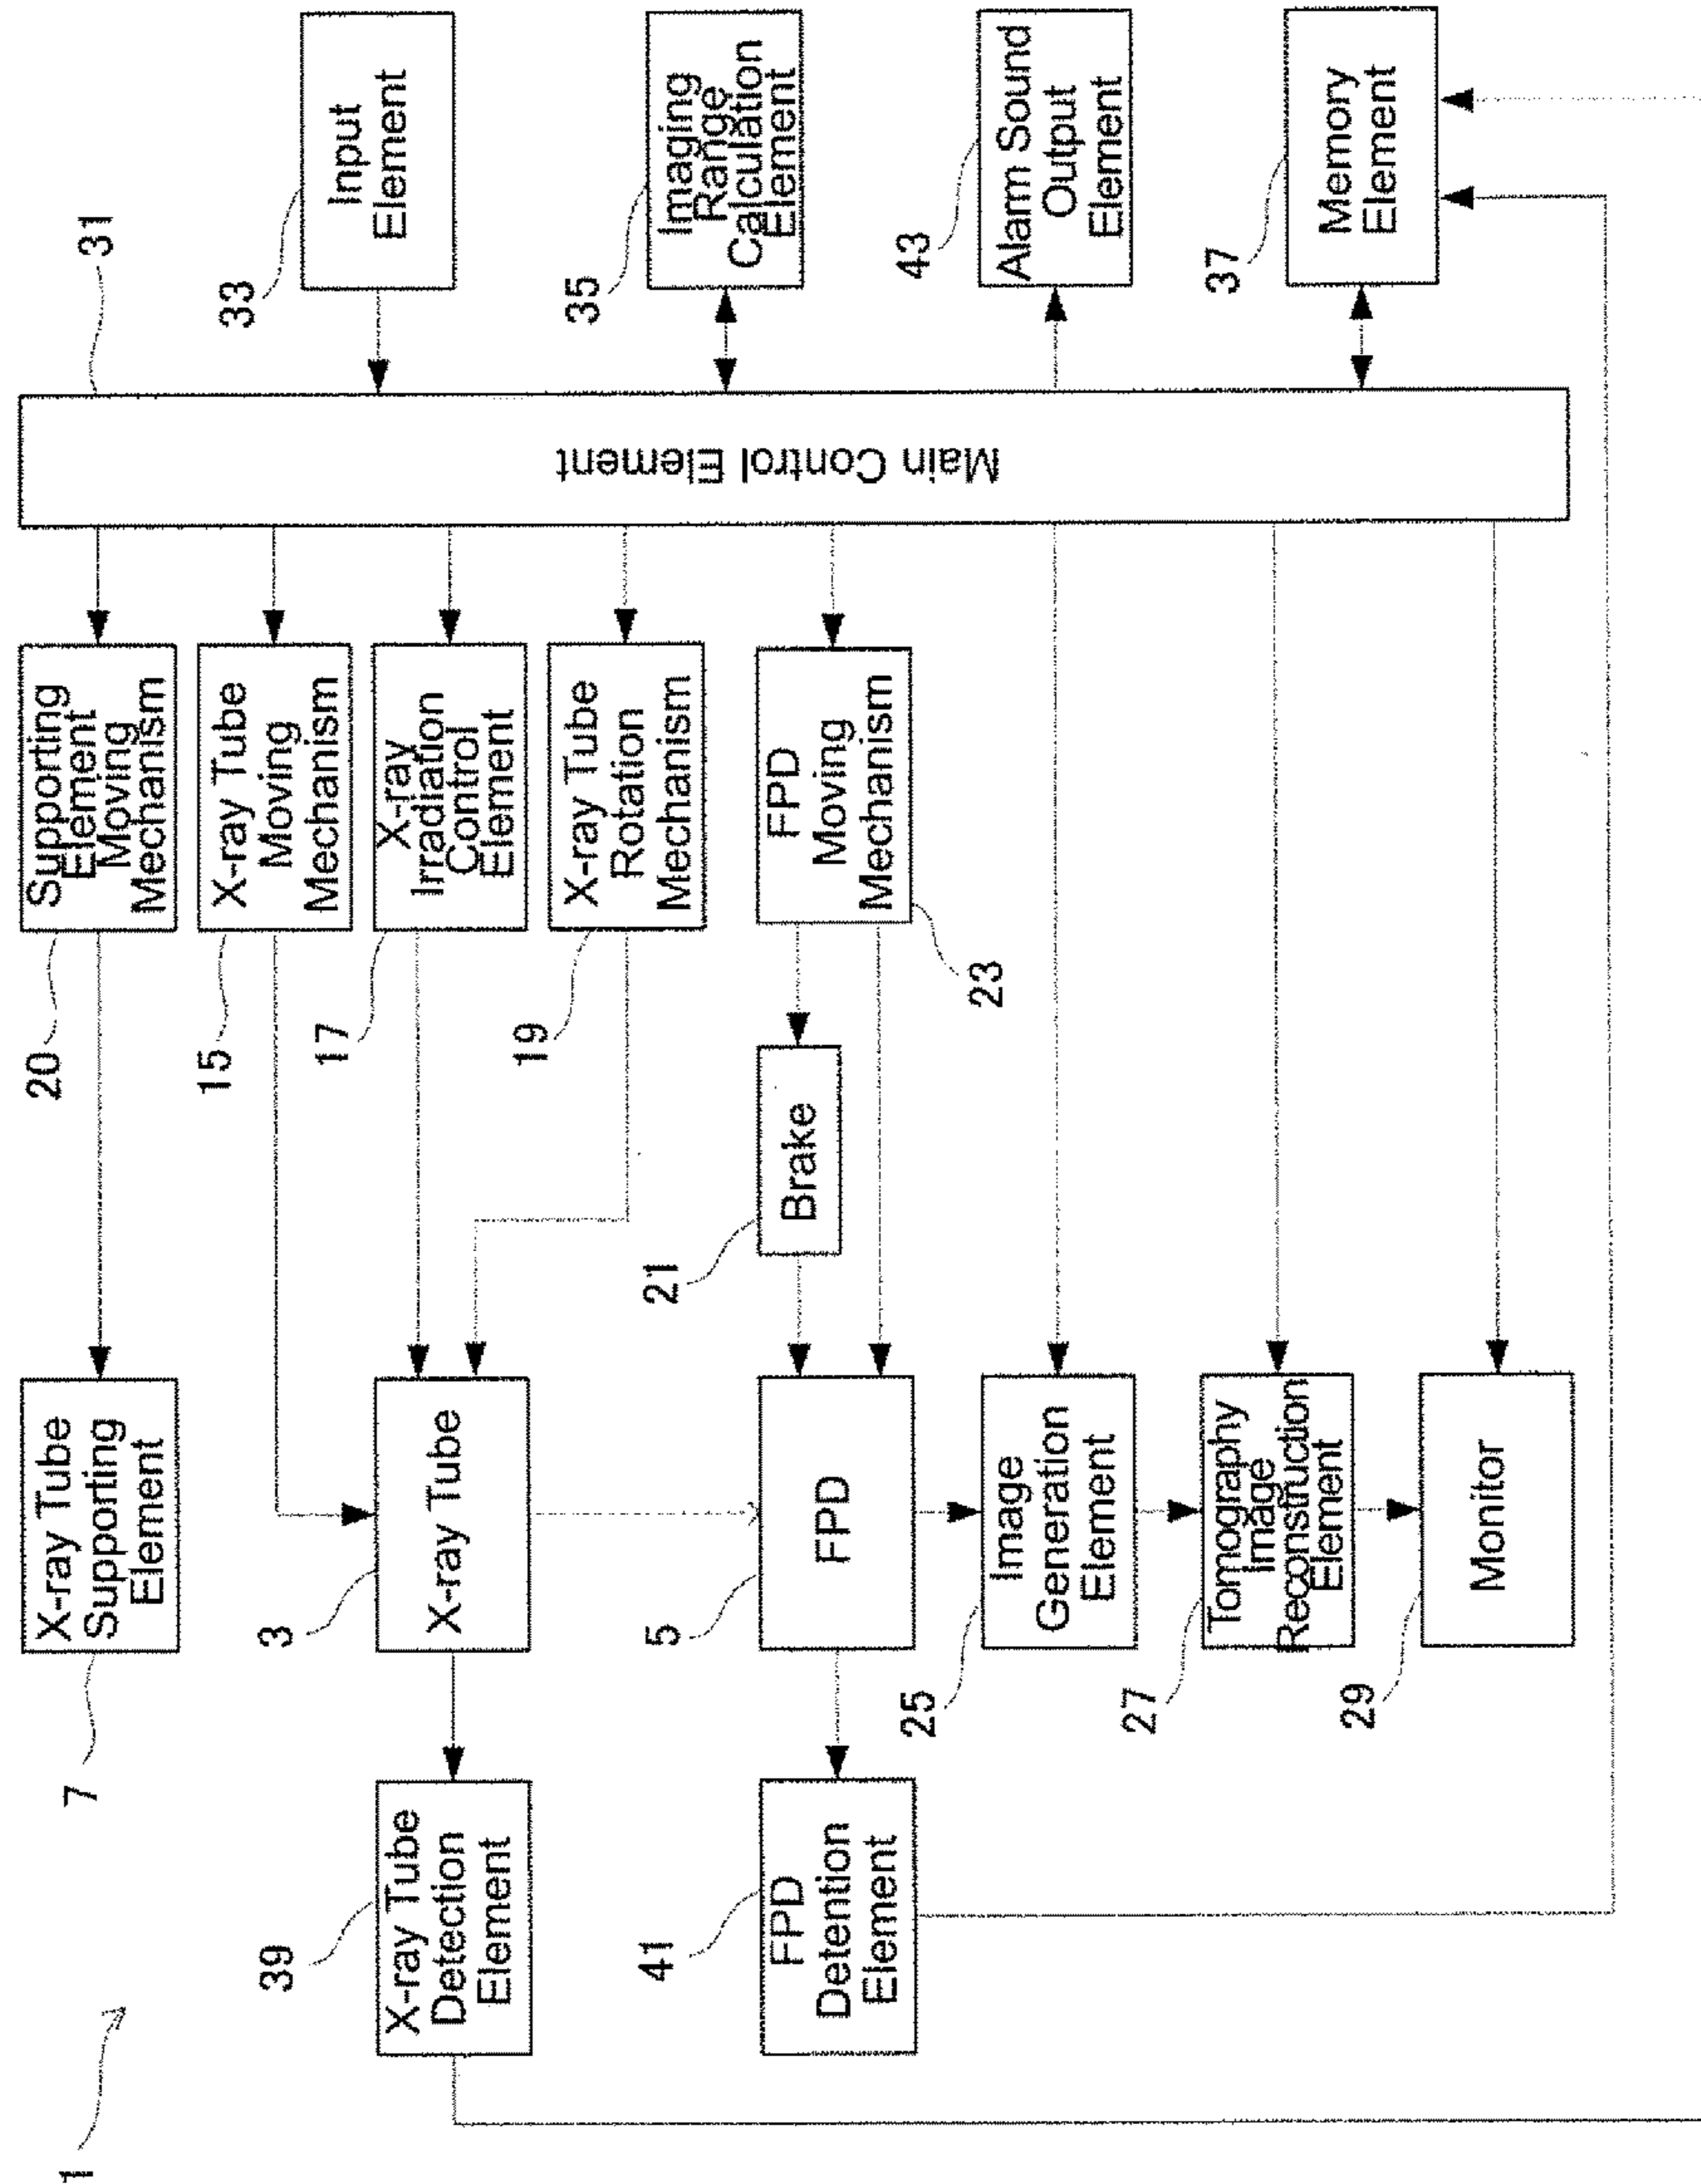 1
7
X-ray Tube
Supporting
Element
20
Supporting
Element
Moving
Mechanism
31
15
X-ray Tube
Moving
Mechanism
33
Input
Element
39
X-ray Tube
Detection
Element
3
X-ray Tube
17
X-ray
Irradiation
Control
Element
19
X-ray Tube
Rotation
Mechanism
35
Imaging
Range
Calculation
Element
Main Control Element
41
FPD
Detention
Element
5
FPD
21
Brake
FPD
Moving
Mechanism
23
43
Alarm Sound
Output
Element
25
Image
Generation
Element
27
Tomography
Image
Reconstruction
Element
37
Memory
Element
29
Monitor